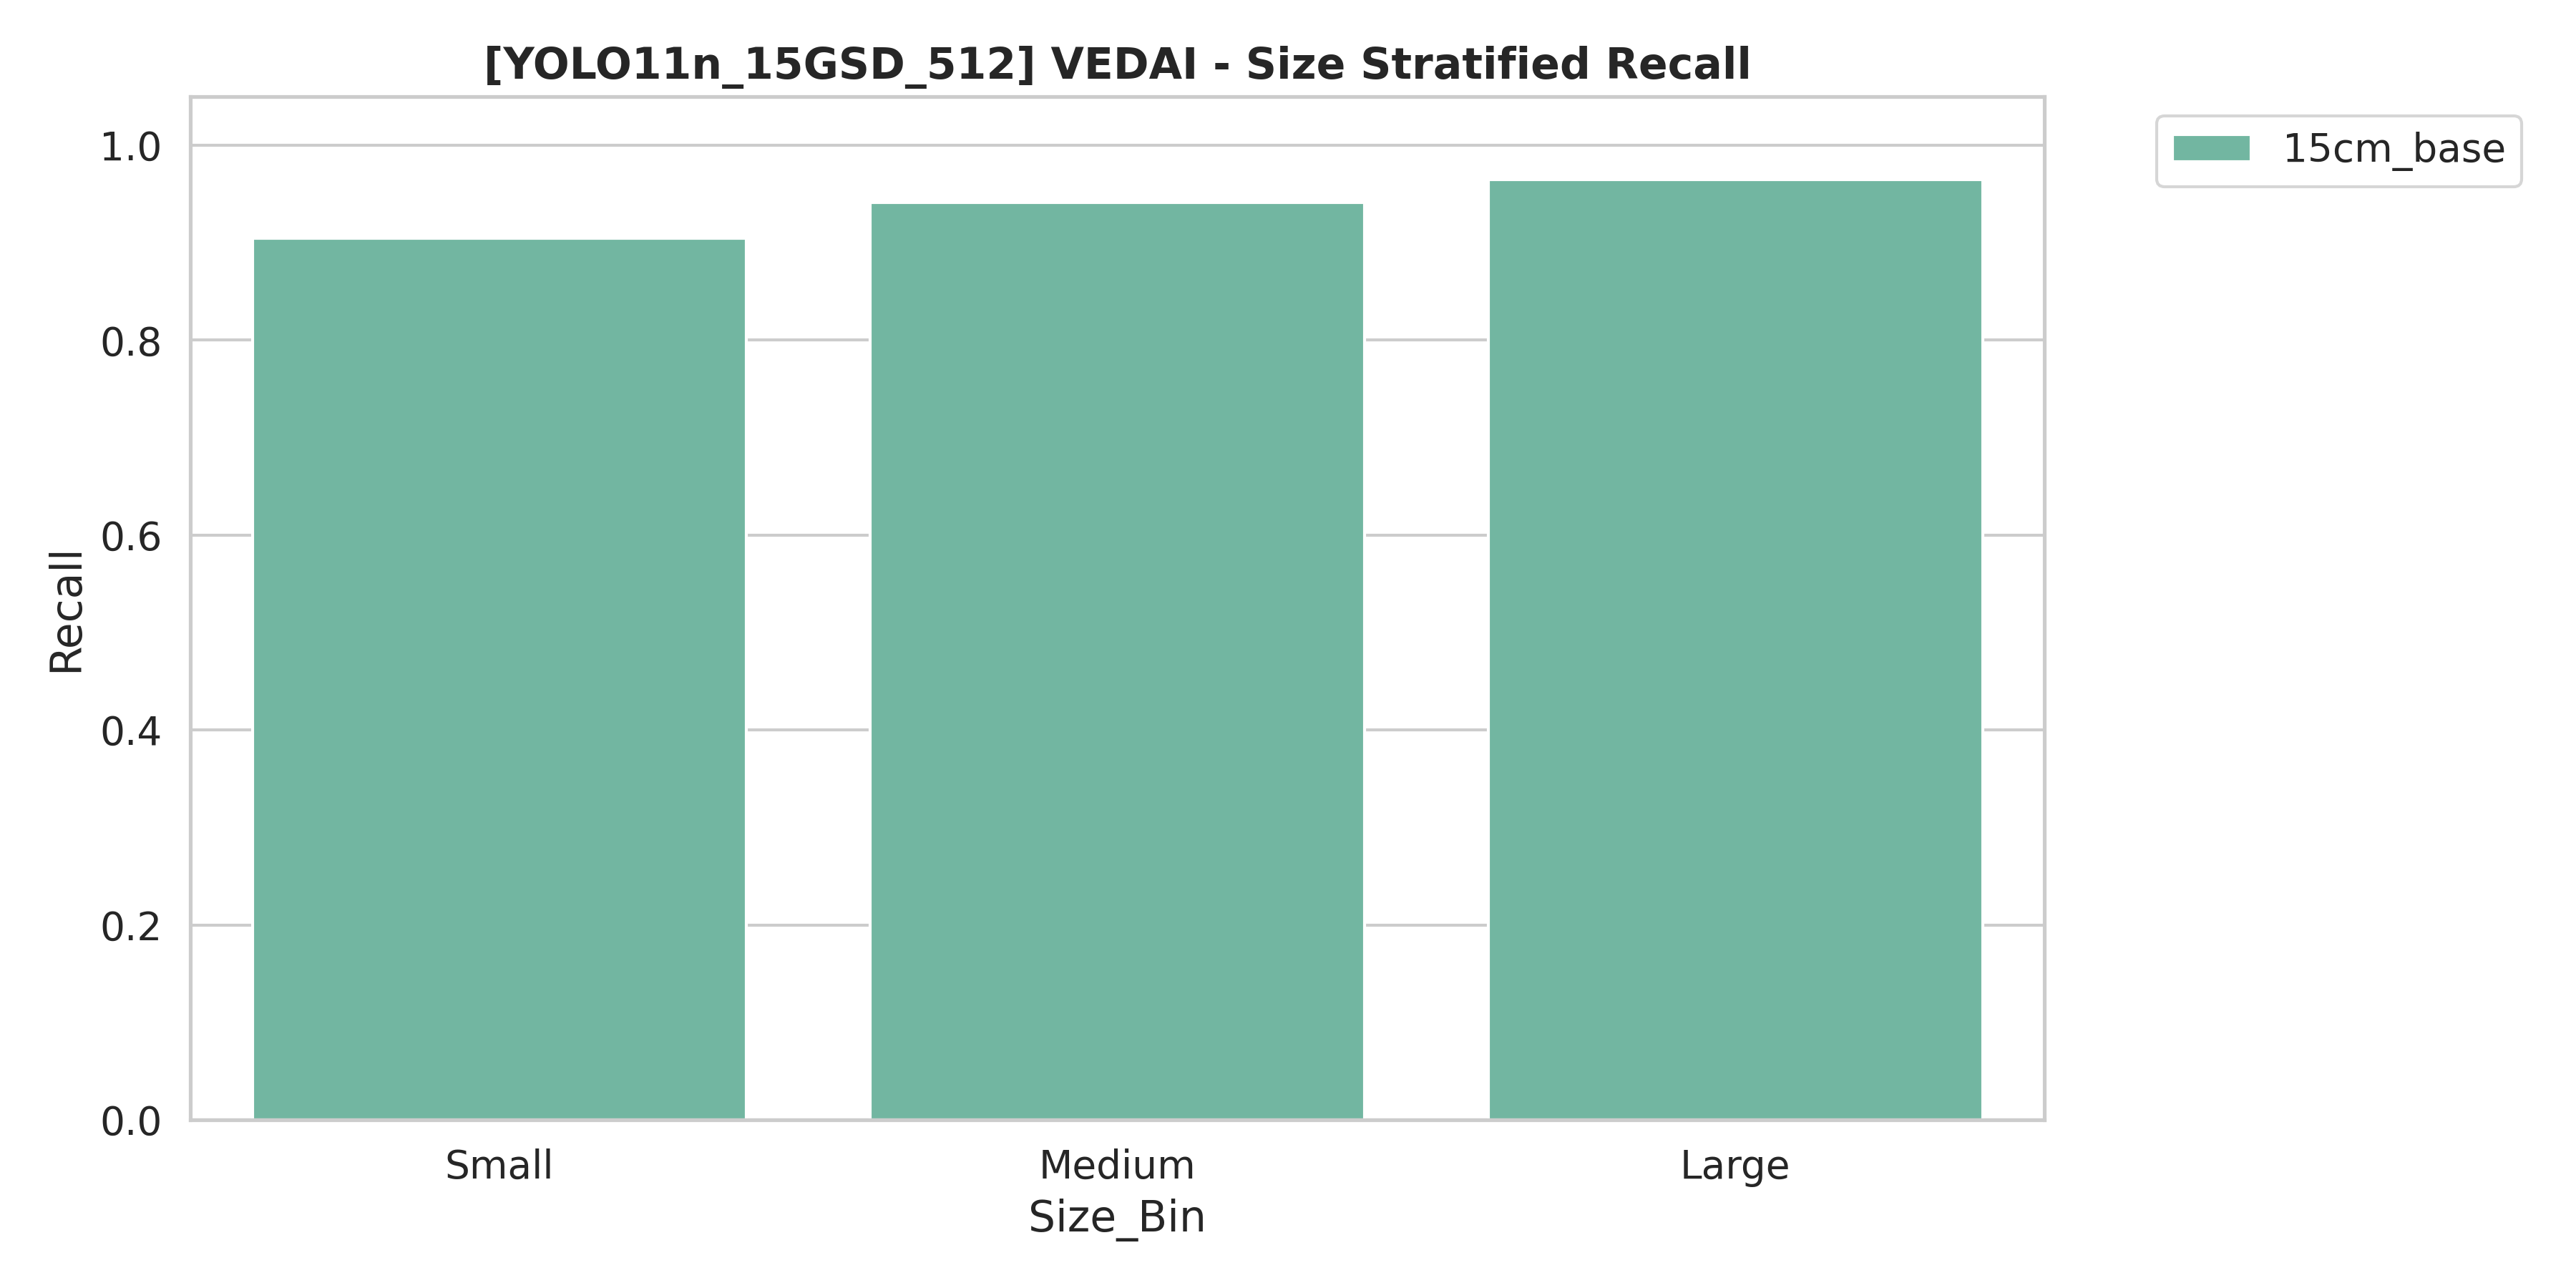 [YOLO11n_15GSD_512] VEDAI - Size Stratified Recall
15cm_base
Recall
1.0
0.8
0.6
0.4
0.2
0.0
Small
Medium
Large
Size_Bin